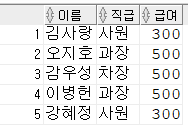 이름 직급 급여
1 김사랑 사원 300
2 오지호 과장 500
3 감우성 차장 500
4 이병헌 과장 500
5 강혜정 사원 300